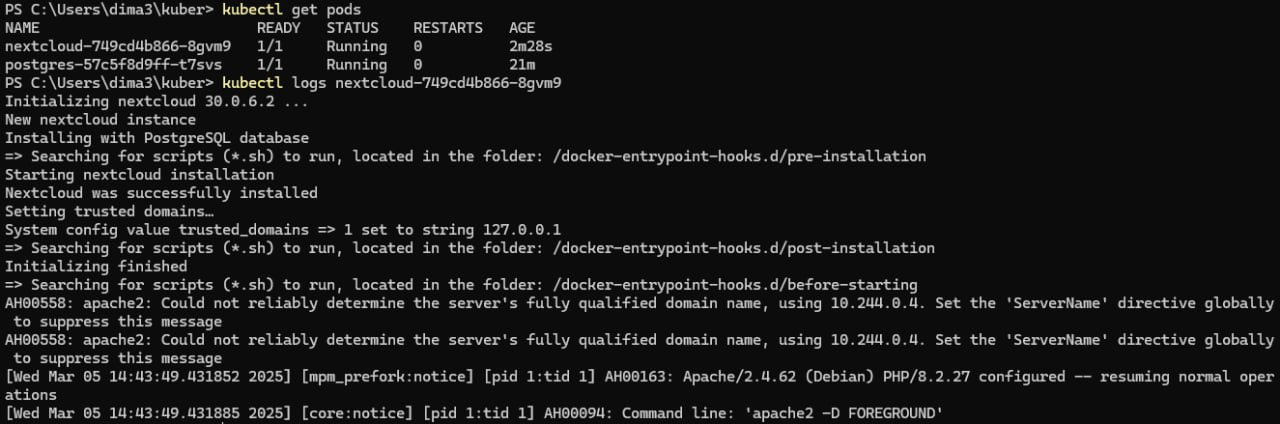 PS C:\Users\dima3\kuber> kubectl get pods
NAME                         READY   STATUS    RESTARTS   AGE
nextcloud-749cd4b866-8gvm9   1/1     Running   0          2m28s
postgres-57c5f8d9ff-t7svs    1/1     Running   0          21m
PS C:\Users\dima3\kuber> kubectl logs nextcloud-749cd4b866-8gvm9
Initializing nextcloud 30.0.6.2 ...
New nextcloud instance
Installing with PostgreSQL database
=> Searching for scripts (*.sh) to run, located in the folder: /docker-entrypoint-hooks.d/pre-installation
Starting nextcloud installation
Nextcloud was successfully installed
Setting trusted domains…
System config value trusted_domains => 1 set to string 127.0.0.1
=> Searching for scripts (*.sh) to run, located in the folder: /docker-entrypoint-hooks.d/post-installation
Initializing finished
=> Searching for scripts (*.sh) to run, located in the folder: /docker-entrypoint-hooks.d/before-starting
AH00558: apache2: Could not reliably determine the server's fully qualified domain name, using 10.244.0.4. Set the 'ServerName' directive globally
 to suppress this message
AH00558: apache2: Could not reliably determine the server's fully qualified domain name, using 10.244.0.4. Set the 'ServerName' directive globally
 to suppress this message
[Wed Mar 05 14:43:49.431852 2025] [mpm_prefork:notice] [pid 1:tid 1] AH00163: Apache/2.4.62 (Debian) PHP/8.2.27 configured -- resuming normal oper
ations
[Wed Mar 05 14:43:49.431885 2025] [core:notice] [pid 1:tid 1] AH00094: Command line: 'apache2 -D FOREGROUND'